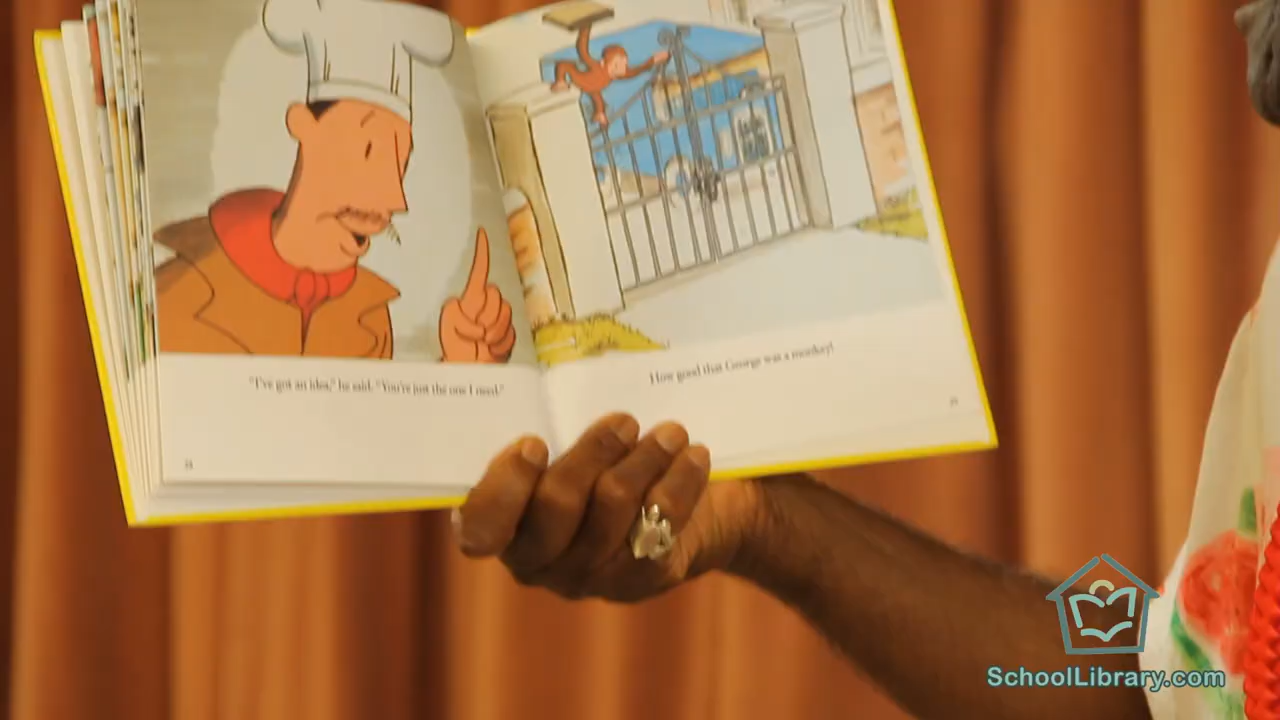 "I've got an idea," he said. "You're just the one I need."
How good that George was a monkey!
SchoolLibrary.com